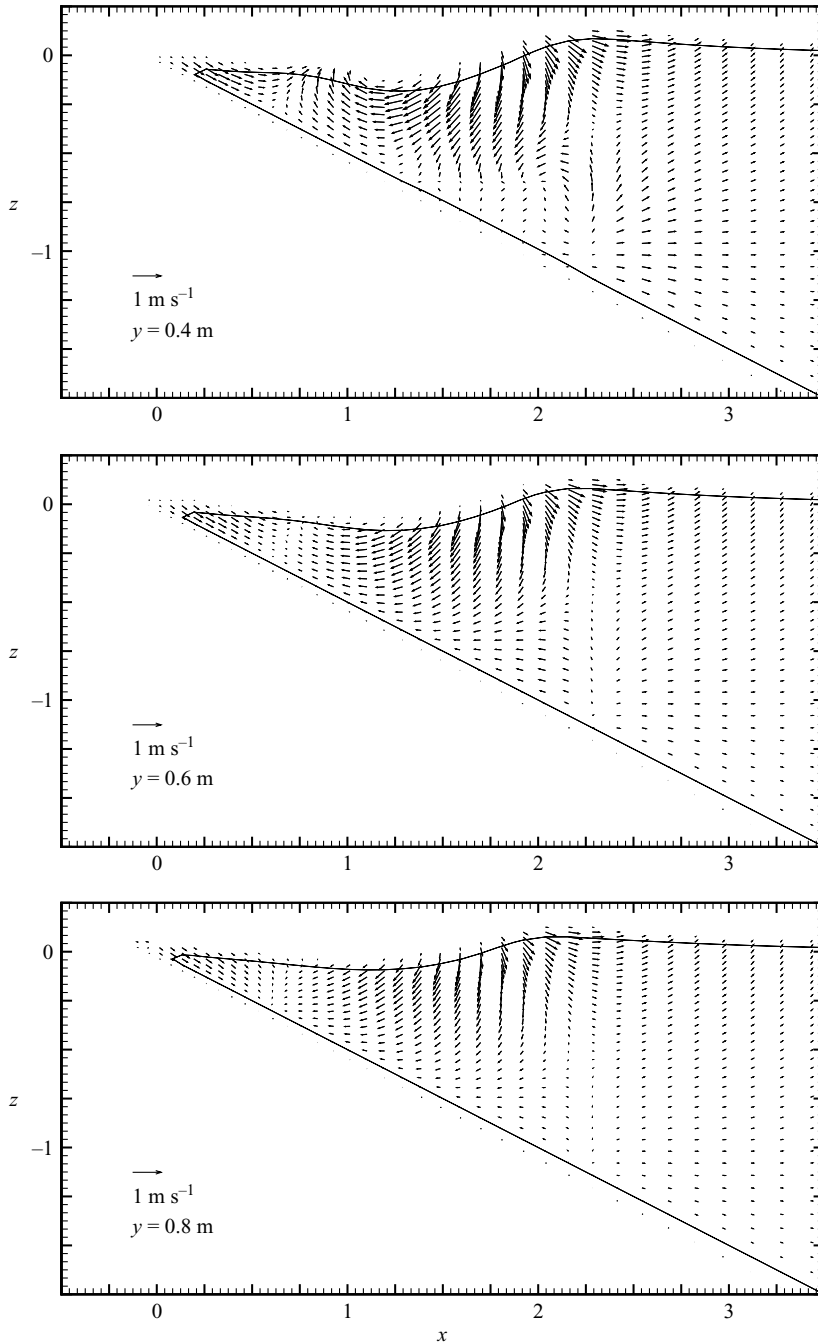 0
z
−1
1 m s⁻¹
y = 0.4 m
0 1 2 3
0
z
−1
1 m s⁻¹
y = 0.6 m
0 1 2 3
0
z
−1
1 m s⁻¹
y = 0.8 m
0 1 2 3
x